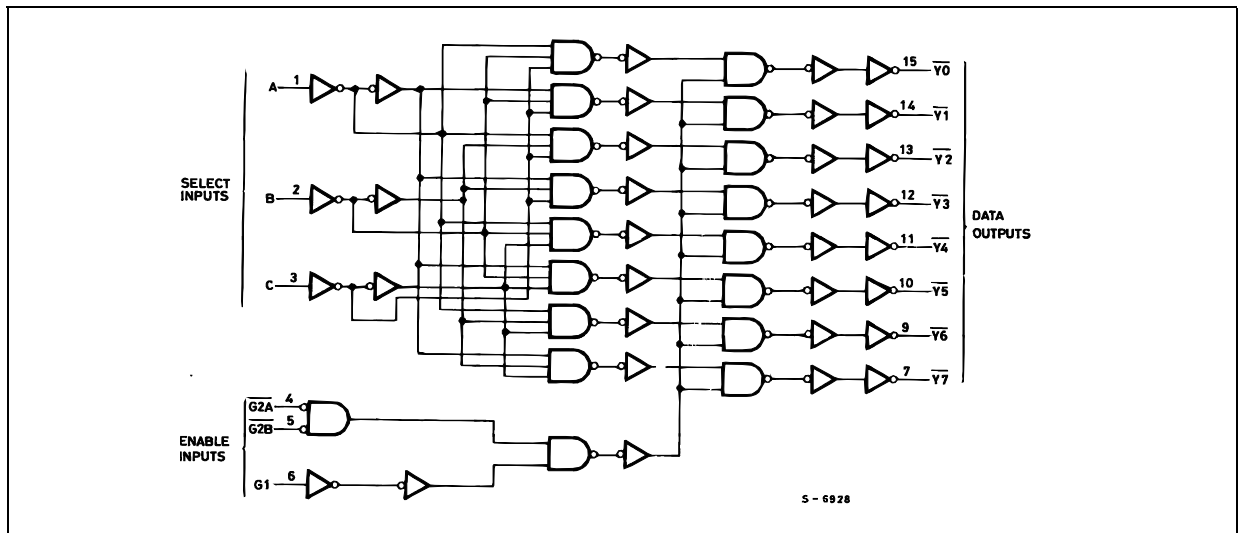 A 1
SELECT
INPUTS
B 2
C 3
G2A 4
G2B 5
ENABLE
INPUTS
G1 6
15 Y0
14 Y1
13 Y2
12 Y3
DATA
OUTPUTS
11 Y4
10 Y5
9 Y6
7 Y7
S-6928